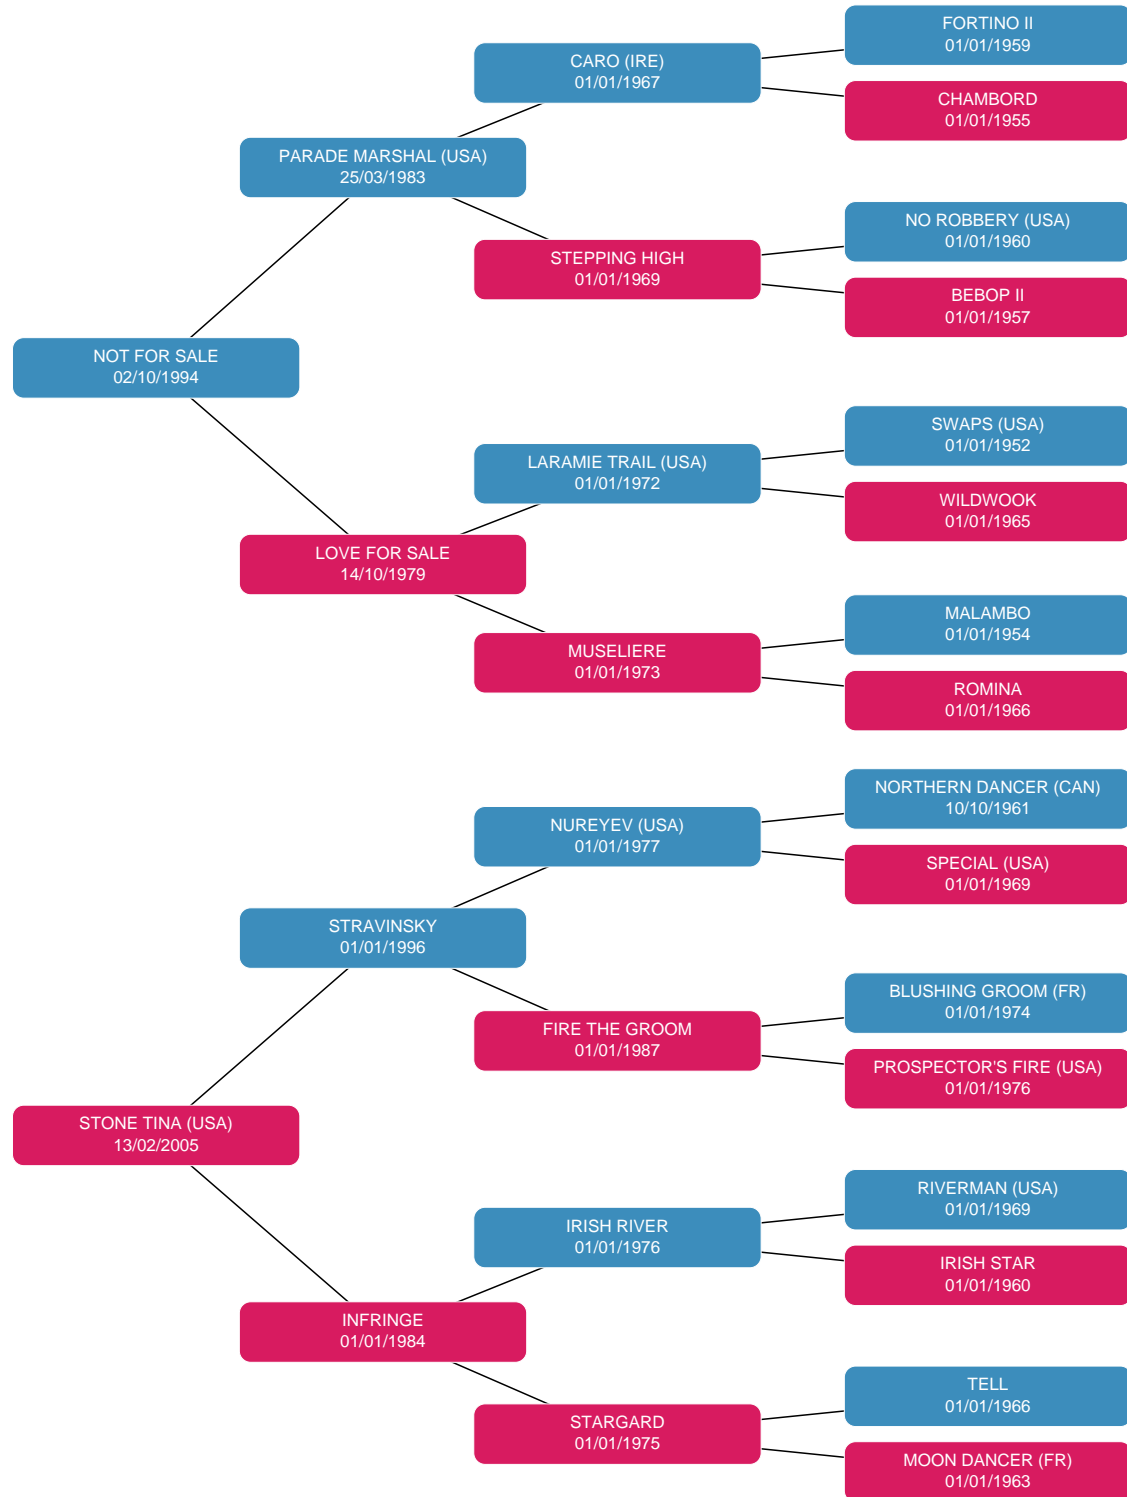 FORTINO II
01/01/1959
CARO (IRE)
01/01/1967
CHAMBORD
01/01/1955
PARADE MARSHAL (USA)
25/03/1983
NO ROBBERY (USA)
01/01/1960
STEPPING HIGH
01/01/1969
BEBOP II
01/01/1957
NOT FOR SALE
02/10/1994
SWAPS (USA)
01/01/1952
LARAMIE TRAIL (USA)
01/01/1972
WILDWOOK
01/01/1965
LOVE FOR SALE
14/10/1979
MALAMBO
01/01/1954
MUSELIERE
01/01/1973
ROMINA
01/01/1966
NORTHERN DANCER (CAN)
10/10/1961
NUREYEV (USA)
01/01/1977
SPECIAL (USA)
01/01/1969
STRAVINSKY
01/01/1996
BLUSHING GROOM (FR)
01/01/1974
FIRE THE GROOM
01/01/1987
PROSPECTOR'S FIRE (USA)
01/01/1976
STONE TINA (USA)
13/02/2005
RIVERMAN (USA)
01/01/1969
IRISH RIVER
01/01/1976
IRISH STAR
01/01/1960
INFRINGE
01/01/1984
TELL
01/01/1966
STARGARD
01/01/1975
MOON DANCER (FR)
01/01/1963